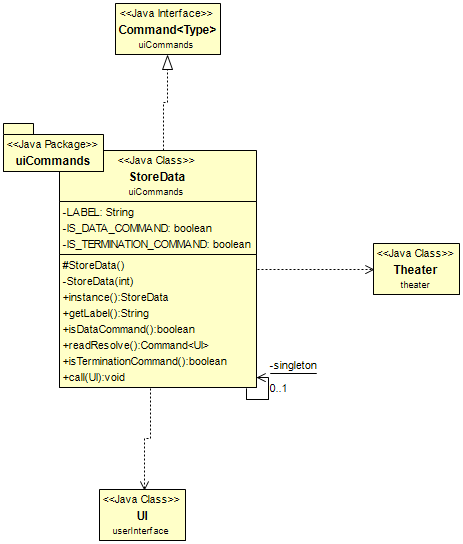 <<Java Interface>>
Command<Type>
uiCommands
<<Java Package>>
uiCommands
<<Java Class>>
StoreData
uiCommands
-LABEL: String
-IS_DATA_COMMAND: boolean
-IS_TERMINATION_COMMAND: boolean
#StoreData()
-StoreData(int)
+instance():StoreData
+getLabel():String
+isDataCommand():boolean
+readResolve():Command<UI>
+isTerminationCommand():boolean
+call(UI):void
<<Java Class>>
Theater
theater
-singleton
0..1
<<Java Class>>
UI
userInterface